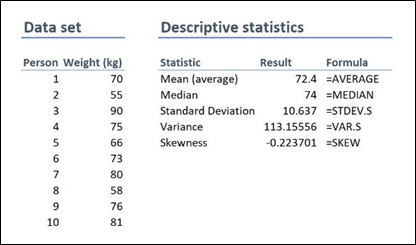 Data set Descriptive statistics
Person Weight (kg) Statistic Result Formula
1 70 Mean (average) 72.4 =AVERAGE
2 55 Median 74 =MEDIAN
3 90 Standard Deviation 10.637 =STDEV.S
4 75 Variance 113.15556 =VAR.S
5 66 Skewness -0.223701 =SKEW
6 73
7 80
8 58
9 76
10 81